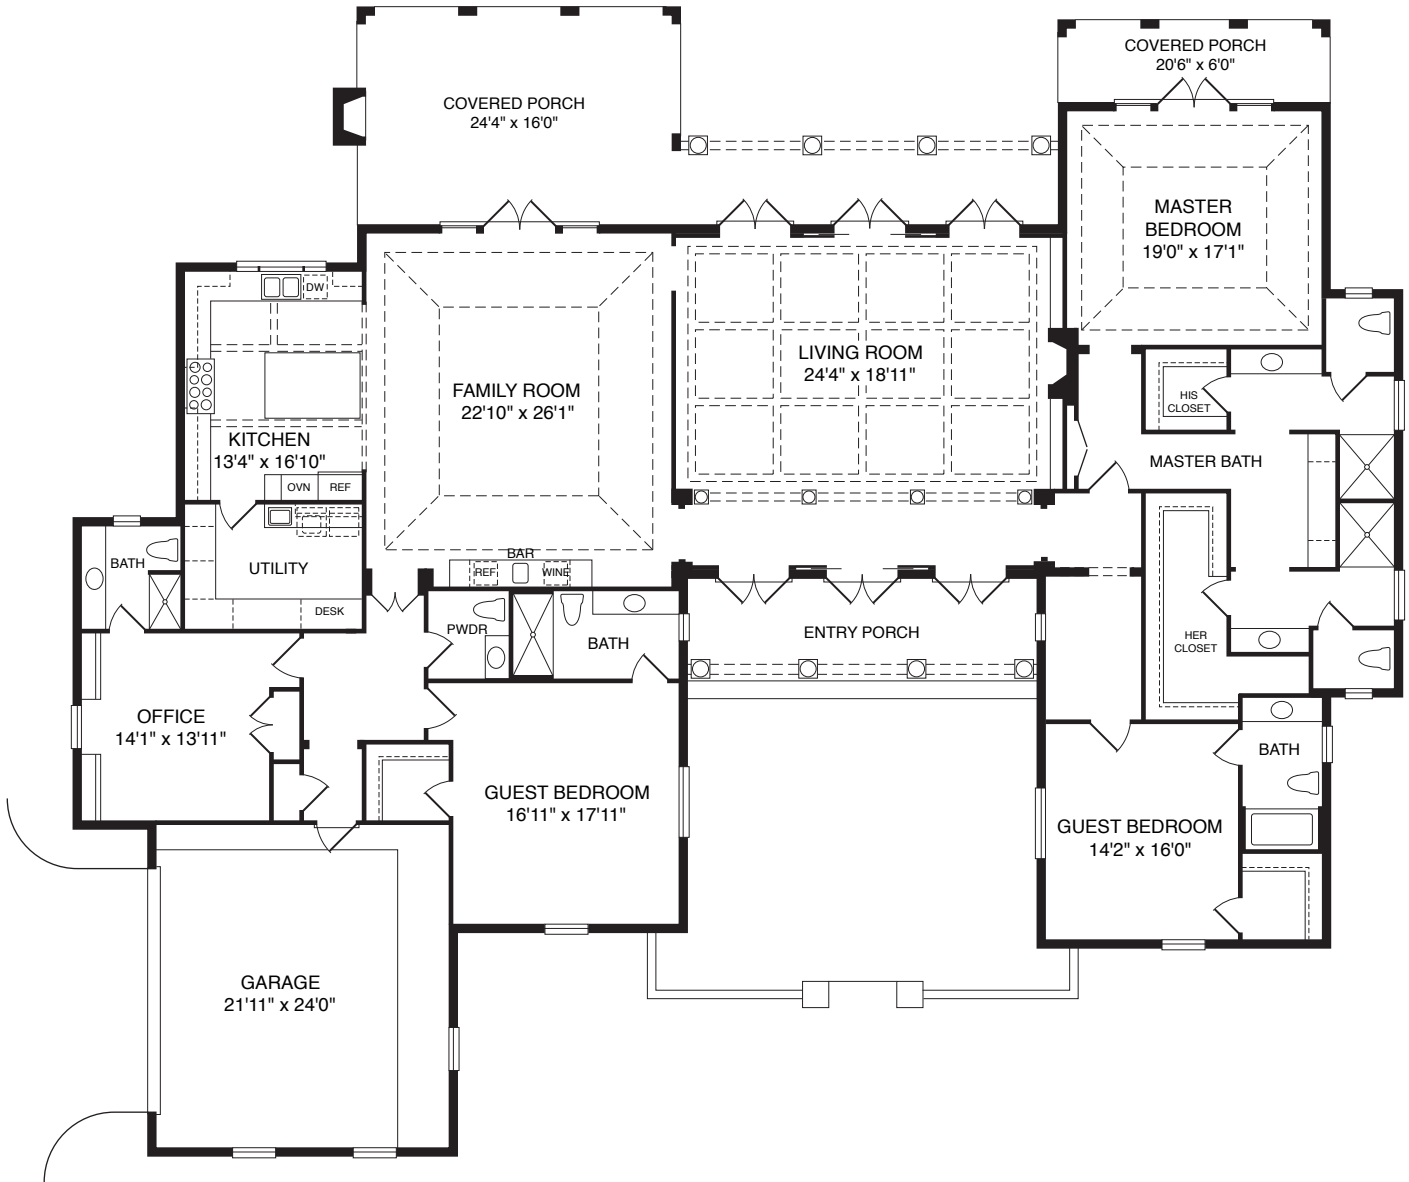 COVERED PORCH
20'6" x 6'0"
COVERED PORCH
24'4" x 16'0"
MASTER
BEDROOM
19'0" x 17'1"
DW
LIVING ROOM
24'4" x 18'11"
FAMILY ROOM
22'10" x 26'1"
HIS
CLOSET
KITCHEN
13'4" x 16'10"
MASTER BATH
OVN
REF
BAR
REF
WINE
BATH
UTILITY
DESK
PWDR
BATH
ENTRY PORCH
HER
CLOSET
OFFICE
14'1" x 13'11"
BATH
GUEST BEDROOM
16'11" x 17'11"
GUEST BEDROOM
14'2" x 16'0"
GARAGE
21'11" x 24'0"